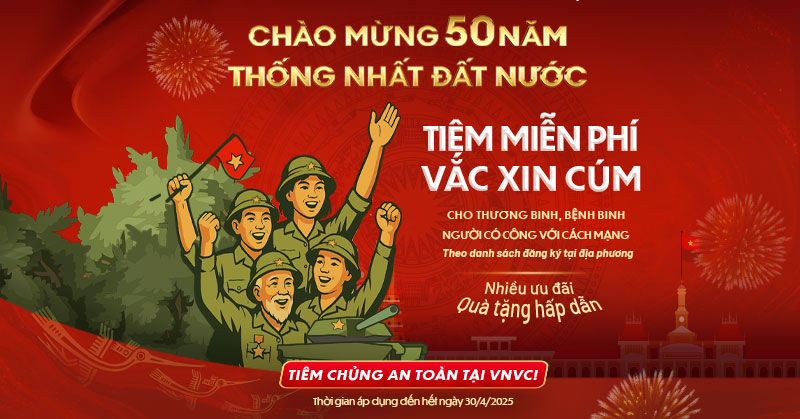 CHÀO MỪNG 50 NĂM
THỐNG NHẤT ĐẤT NƯỚC
TIÊM MIỄN PHÍ
VẮC XIN CÚM
CHO THƯƠNG BINH, BỆNH BINH
NGƯỜI CÓ CÔNG VỚI CÁCH MẠNG
Theo danh sách đăng ký tại địa phương
Nhiều ưu đãi
Quà tặng hấp dẫn
TIÊM CHỦNG AN TOÀN TẠI VNVC!
Thời gian áp dụng đến hết ngày 30/4/2025